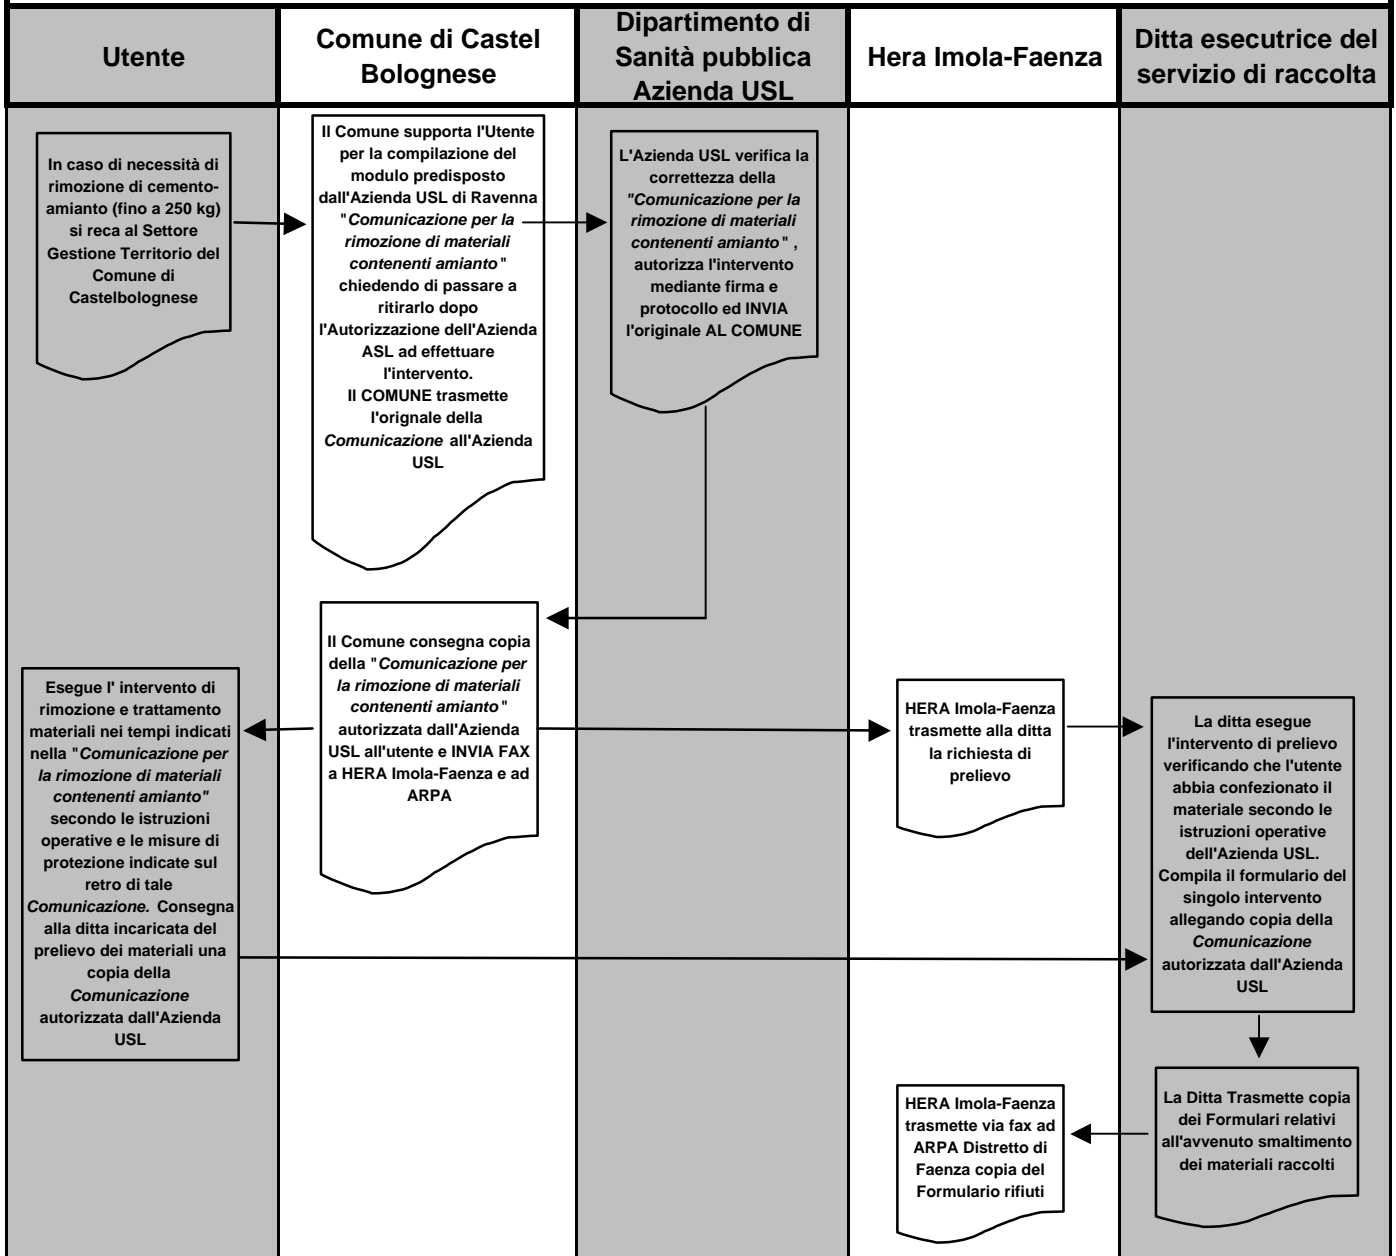 Utente
Comune di Castel
Bolognese
Dipartimento di
Sanità pubblica
Azienda USL
Hera Imola-Faenza
Ditta esecutrice del
servizio di raccolta
In caso di necessità di
rimozione di cemento-
amianto (fino a 250 kg)
si reca al Settore
Gestione Territorio del
Comune di
Castelbolognese
Il Comune supporta l'Utente
per la compilazione del
modulo predisposto
dall'Azienda USL di Ravenna
"Comunicazione per la
rimozione di materiali
contenenti amianto"
chiedendo di passare a
ritirarlo dopo
l'Autorizzazione dell'Azienda
ASL ad effettuare
l'intervento.
Il COMUNE trasmette
l'orignale della
Comunicazione all'Azienda
USL
L'Azienda USL verifica la
correttezza della
"Comunicazione per la
rimozione di materiali
contenenti amianto" ,
autorizza l'intervento
mediante firma e
protocollo ed INVIA
l'originale AL COMUNE
Il Comune consegna copia
della "Comunicazione per
la rimozione di materiali
contenenti amianto"
autorizzata dall'Azienda
USL all'utente e INVIA FAX
a HERA Imola-Faenza e ad
ARPA
Esegue l' intervento di
rimozione e trattamento
materiali nei tempi indicati
nella "Comunicazione per
la rimozione di materiali
contenenti amianto"
secondo le istruzioni
operative e le misure di
protezione indicate sul
retro di tale
Comunicazione. Consegna
alla ditta incaricata del
prelievo dei materiali una
copia della
Comunicazione
autorizzata dall'Azienda
USL
HERA Imola-Faenza
trasmette alla ditta
la richiesta di
prelievo
La ditta esegue
l'intervento di prelievo
verificando che l'utente
abbia confezionato il
materiale secondo le
istruzioni operative
dell'Azienda USL.
Compila il formulario del
singolo intervento
allegando copia della
Comunicazione
autorizzata dall'Azienda
USL
HERA Imola-Faenza
trasmette via fax ad
ARPA Distretto di
Faenza copia del
Formulario rifiuti
La Ditta Trasmette copia
dei Formulari relativi
all'avvenuto smaltimento
dei materiali raccolti